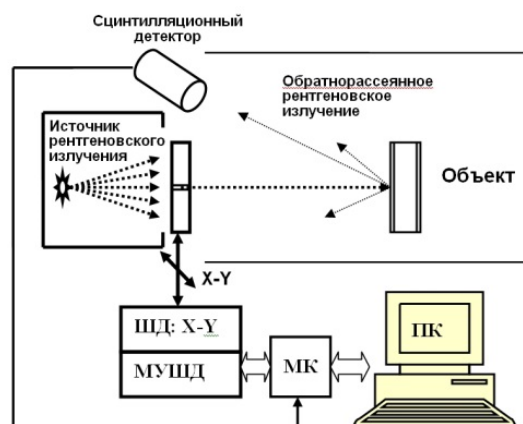 Сцинтилляционный
детектор
Обратнорассеянное
рентгеновское
излучение
Источник
рентгеновского
излучения
Объект
X-Y
ШД: X-Y
МУШД
МК
ПК